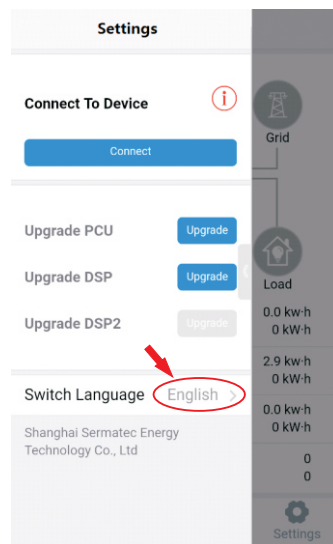 Settings
Connect To Device
Connect
Grid
Upgrade PCU Upgrade
Upgrade DSP Upgrade
Upgrade DSP2 Upgrade
Load
0.0 kw·h
0 kW·h
2.9 kw·h
0 kW·h
0.0 kw·h
0 kW·h
0
0
Switch Language English >
Shanghai Sermatec Energy
Technology Co., Ltd
Settings